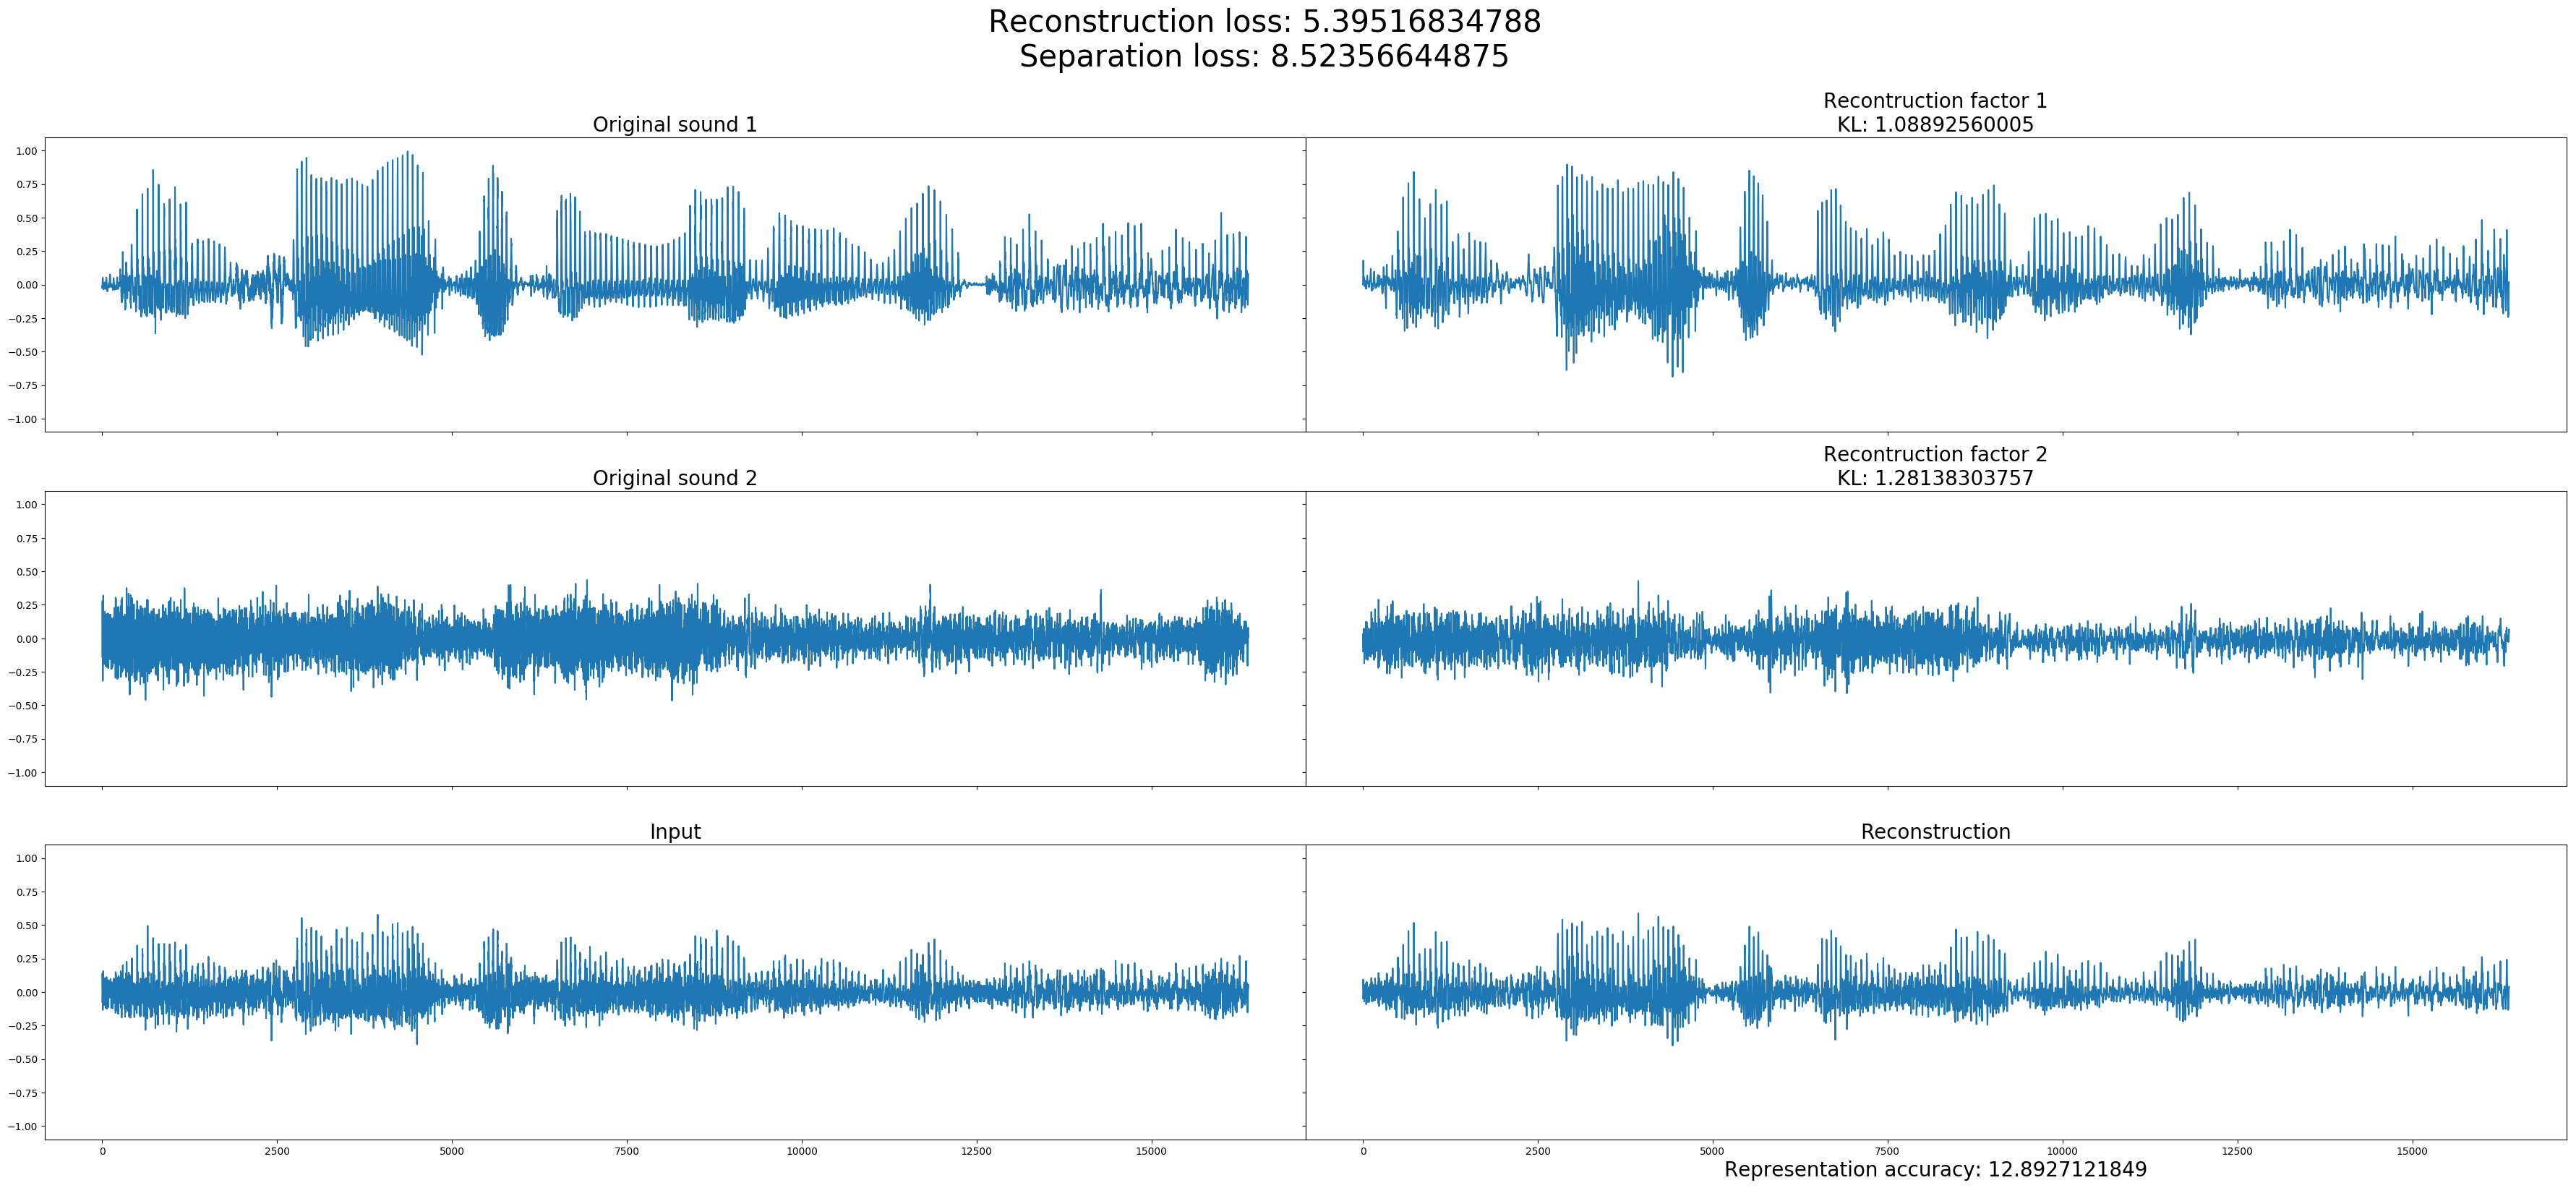 Reconstruction loss: 5.39516834788
Separation loss: 8.52356644875
Original sound 1
Recontruction factor 1
KL: 1.08892560005
1.00
0.75
0.50
0.25
0.00
−0.25
−0.50
−0.75
−1.00
Original sound 2
Recontruction factor 2
KL: 1.28138303757
1.00
0.75
0.50
0.25
0.00
−0.25
−0.50
−0.75
−1.00
Input
Reconstruction
1.00
0.75
0.50
0.25
0.00
−0.25
−0.50
−0.75
−1.00
0 2500 5000 7500 10000 12500 15000
0 2500 5000 7500 10000 12500 15000
Representation accuracy: 12.8927121849